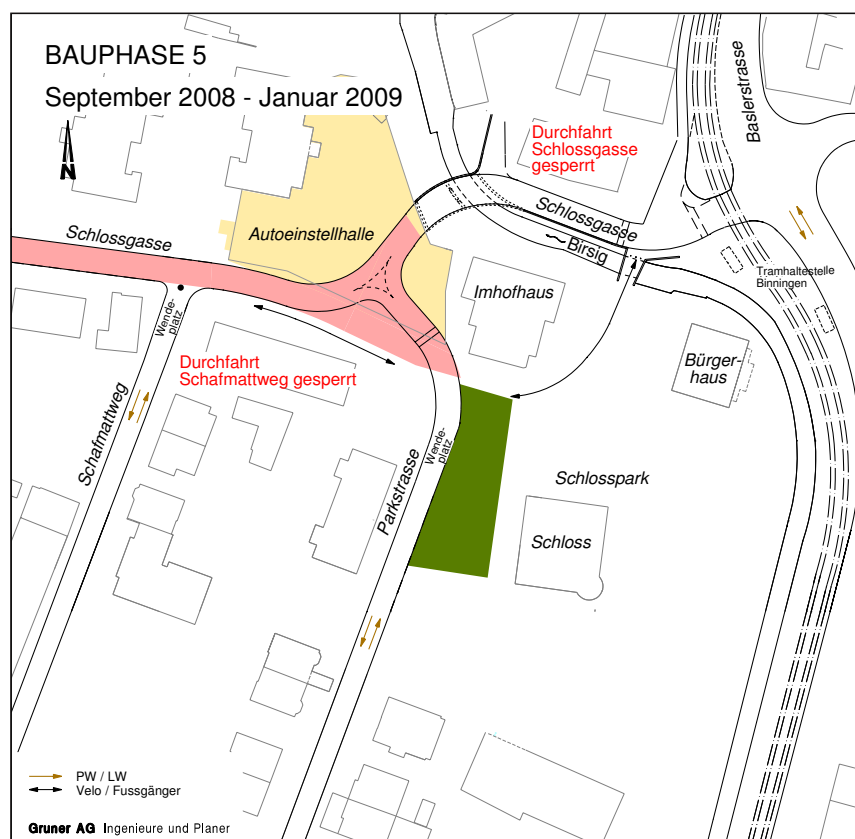 BAUPHASE 5
September 2008 - Januar 2009
N
Baslerstrasse
Durchfahrt
Schlossgasse
gesperrt
Schlossgasse
Schlossgasse
Autoeinstellhalle
Birsig
Tramhaltestelle
Binningen
Imhofhaus
Wende-
platz
Durchfahrt
Schafmattweg gesperrt
Bürger-
haus
Schafmattweg
Wende-
platz
Parkstrasse
Schlosspark
Schloss
PW / LW
Velo / Fussgänger
Gruner AG Ingenieure und Planer